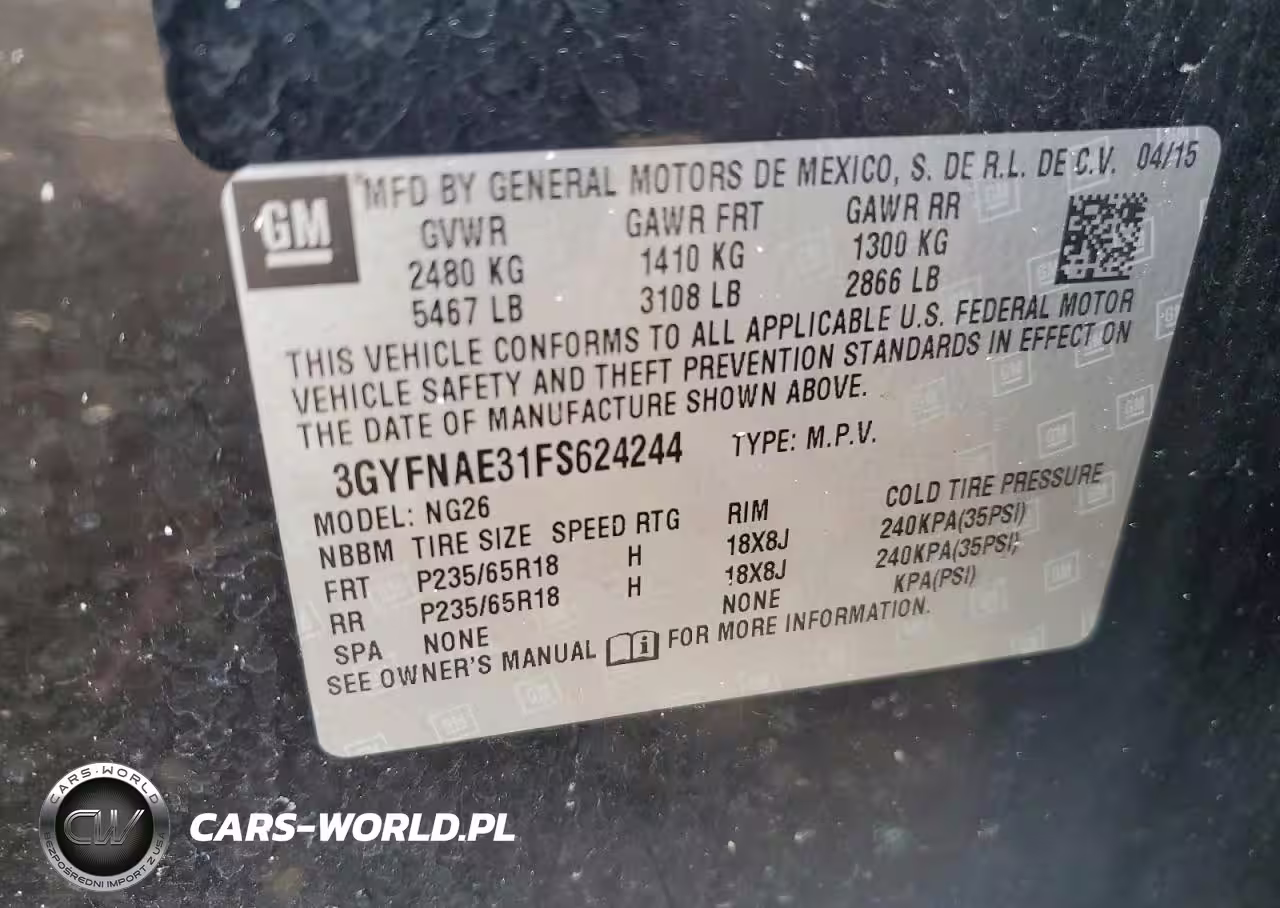 GM
MFD BY GENERAL MOTORS DE MEXICO, S. DE R.L. DE C.V. 04/15
GVWR GAWR FRT GAWR RR
2480 KG 1410 KG 1300 KG
5467 LB 3108 LB 2866 LB
THIS VEHICLE CONFORMS TO ALL APPLICABLE U.S. FEDERAL MOTOR
VEHICLE SAFETY AND THEFT PREVENTION STANDARDS IN EFFECT ON
THE DATE OF MANUFACTURE SHOWN ABOVE.
3GYFNAE31FS624244 TYPE: M.P.V.
MODEL: NG26
NBBM TIRE SIZE SPEED RTG RIM COLD TIRE PRESSURE
FRT P235/65R18 H 18X8J 240KPA(35PSI)
RR P235/65R18 H 18X8J 240KPA(35PSI)
SPA NONE NONE KPA(PSI)
SEE OWNER'S MANUAL FOR MORE INFORMATION.
CARS-WORLD
CW
BEZPOŚREDNI IMPORT Z USA
CARS-WORLD.PL